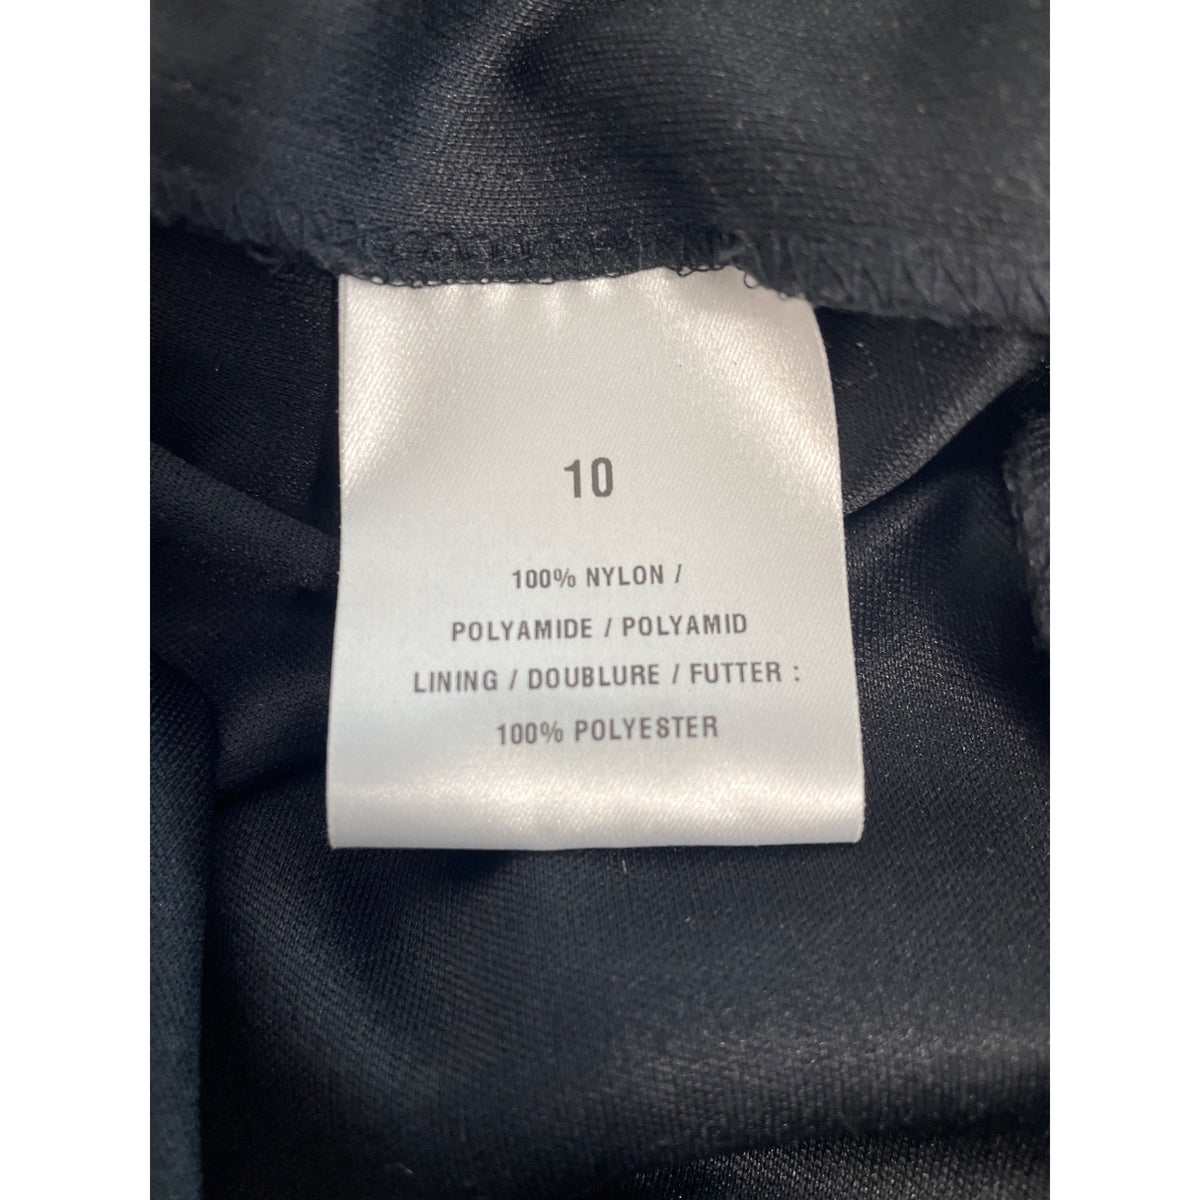 10
100% NYLON /
POLYAMIDE / POLYAMID
LINING / DOUBLURE / FUTTER :
100% POLYESTER